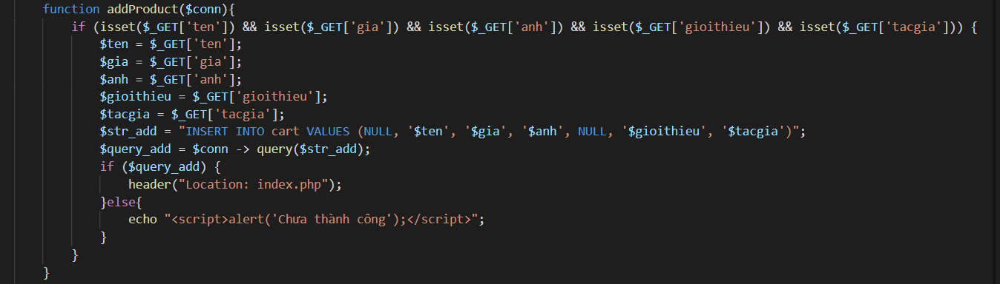 function addProduct($conn){
if (isset($_GET['ten']) && isset($_GET['gia']) && isset($_GET['anh']) && isset($_GET['gioithieu']) && isset($_GET['tacgia'])) {
$ten = $_GET['ten'];
$gia = $_GET['gia'];
$anh = $_GET['anh'];
$gioithieu = $_GET['gioithieu'];
$tacgia = $_GET['tacgia'];
$str_add = "INSERT INTO cart VALUES (NULL, '$ten', '$gia', '$anh', NULL, '$gioithieu', '$tacgia')";
$query_add = $conn -> query($str_add);
if ($query_add) {
header("Location: index.php");
}else{
echo "<script>alert('Chưa thành công');</script>";
}
}
}